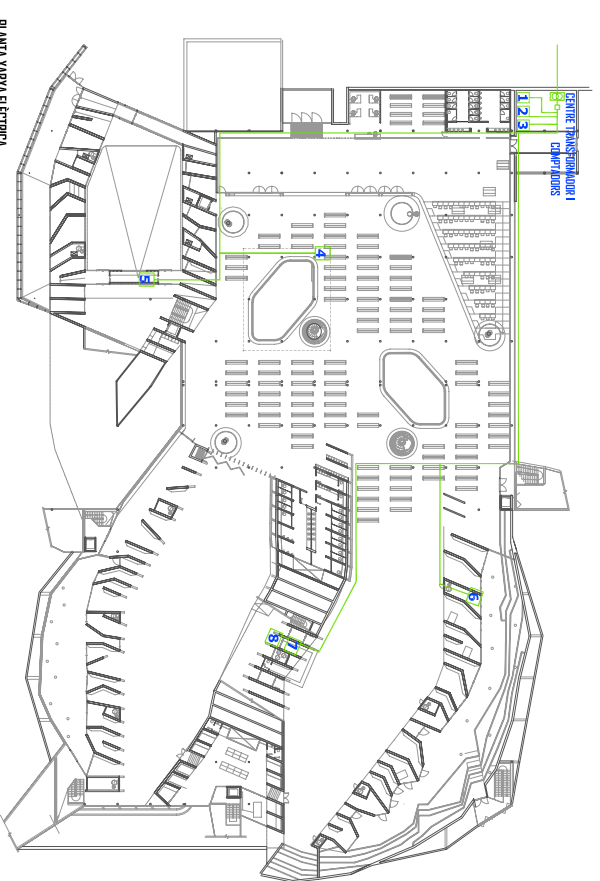 PLANTA XARXA ELÈCTRICA
CENTRE TRANSFORMADOR I
COMPTADORS
1
2
3
4
5
6
7
8